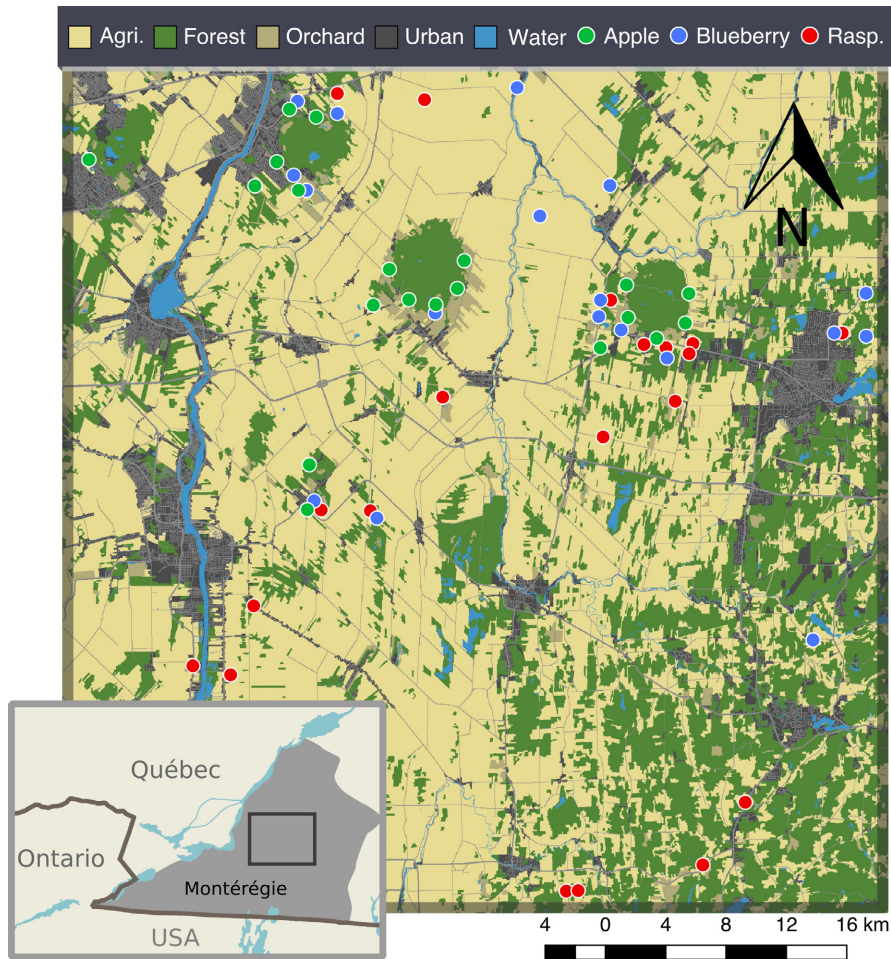 Agri. Forest Orchard Urban Water Apple Blueberry Rasp.
N
Québec
Ontario
Montérégie
USA
4 0 4 8 12 16 km